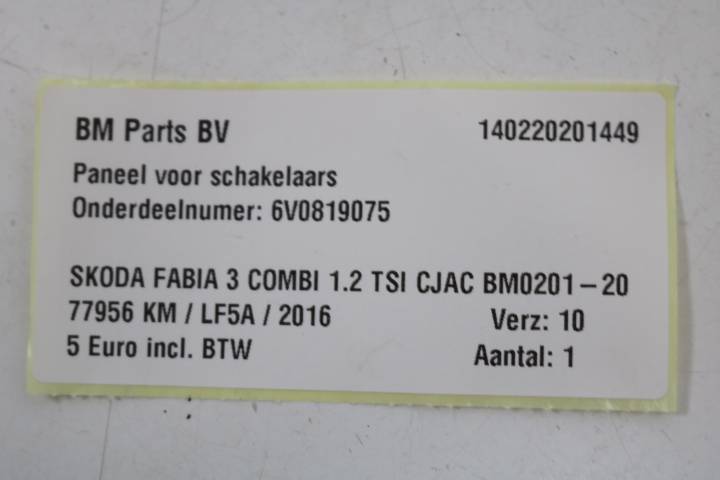 BM Parts BV 140220201449
Paneel voor schakelaars
Onderdeelnumer: 6V0819075
SKODA FABIA 3 COMBI 1.2 TSI CJAC BM0201-20
77956 KM / LF5A / 2016 Verz: 10
5 Euro incl. BTW Aantal: 1